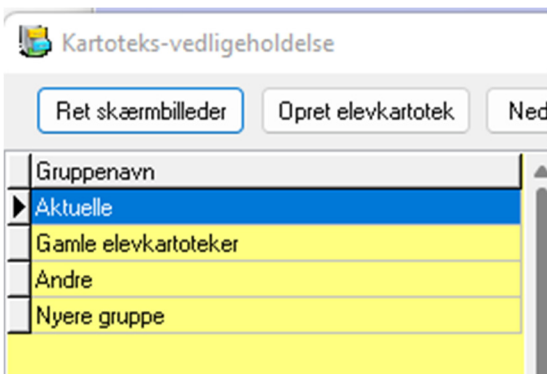 Kartoteks-vedligeholdelse
Ret skærmbilleder Opret elevkartotek
Gruppenavn
Aktuelle
Gamle elevkartoteker
Andre
Nyere gruppe